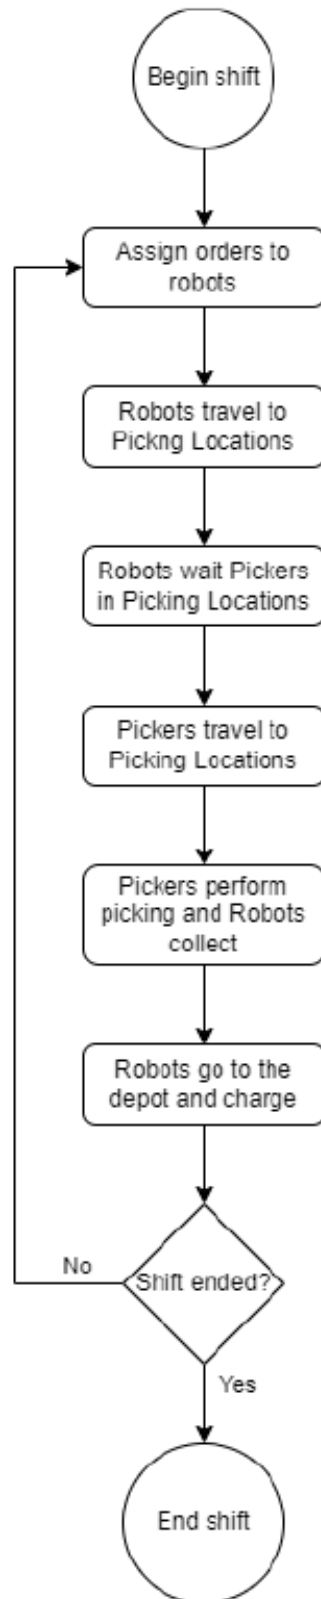 Begin shift
Assign orders to
robots
Robots travel to
Pickng Locations
Robots wait Pickers
in Picking Locations
Pickers travel to
Picking Locations
Pickers perform
picking and Robots
collect
Robots go to the
depot and charge
No
Shift ended?
Yes
End shift